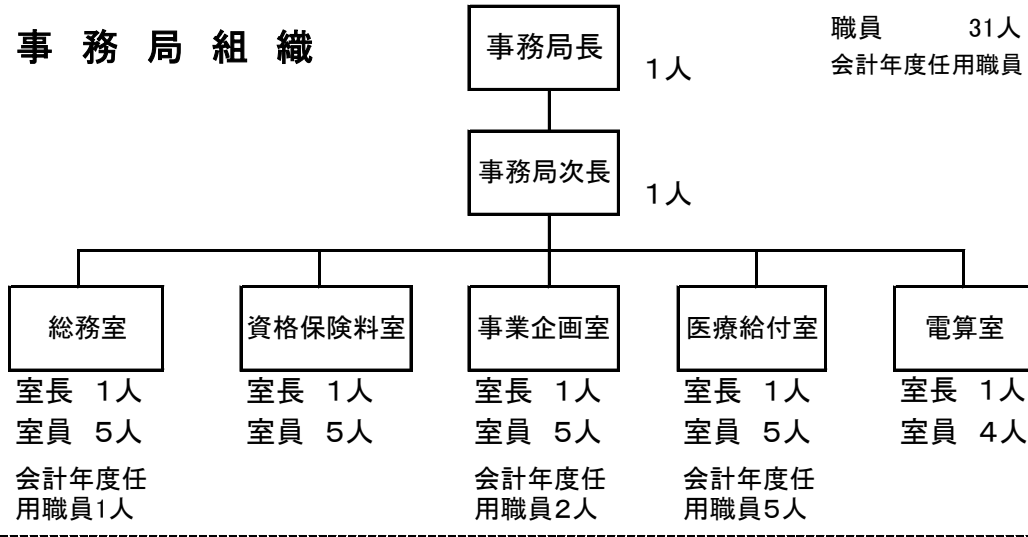 事務局組織
職員 31人
会計年度任用職員
事務局長
1人
事務局次長
1人
総務室
資格保険料室
事業企画室
医療給付室
電算室
室長 1人
室長 1人
室長 1人
室長 1人
室長 1人
室員 5人
室員 5人
室員 5人
室員 5人
室員 4人
会計年度任
用職員1人
会計年度任
用職員2人
会計年度任
用職員5人